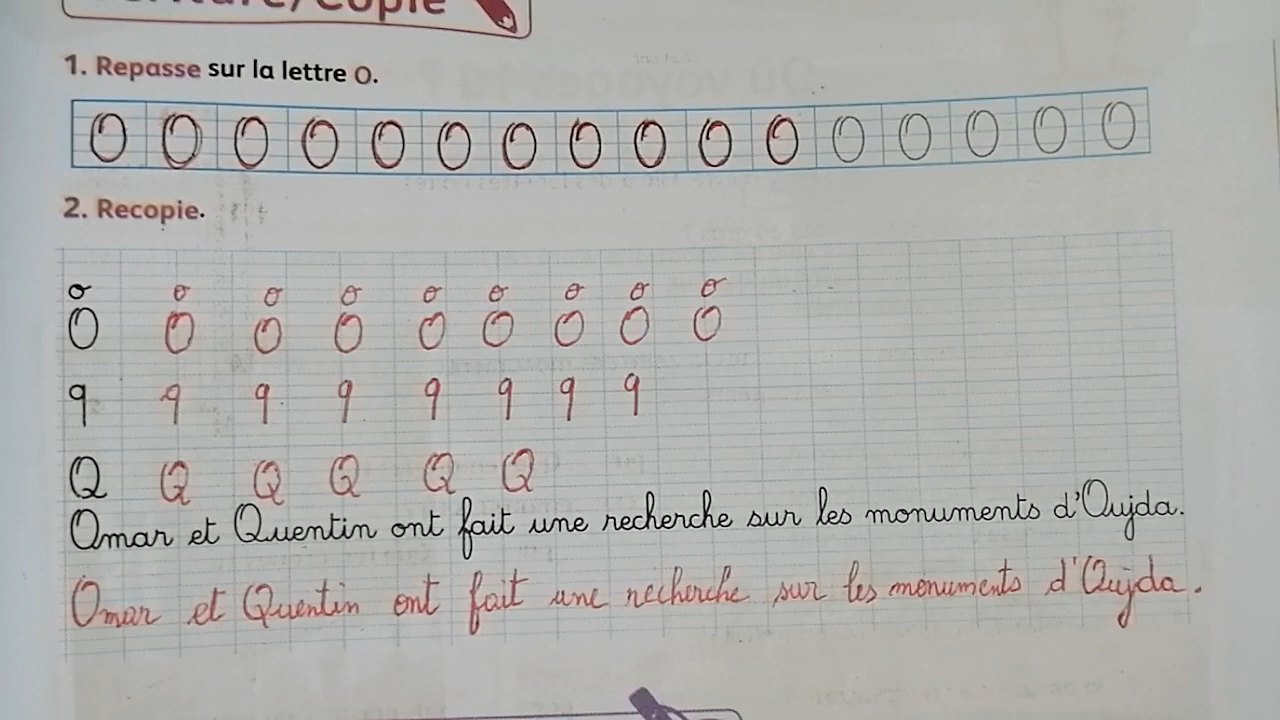 Copie
1. Repasse sur la lettre O.
O O O O O O O O O O O O O O O O
2. Recopie.
o o o o o o o o o
O O O O O O O O O
q q q q q q q q
Q Q Q Q Q Q
Omar et Quentin ont fait une recherche sur les monuments d'Oujda.
Omar et Quentin ont fait une recherche sur les monuments d'Oujda.